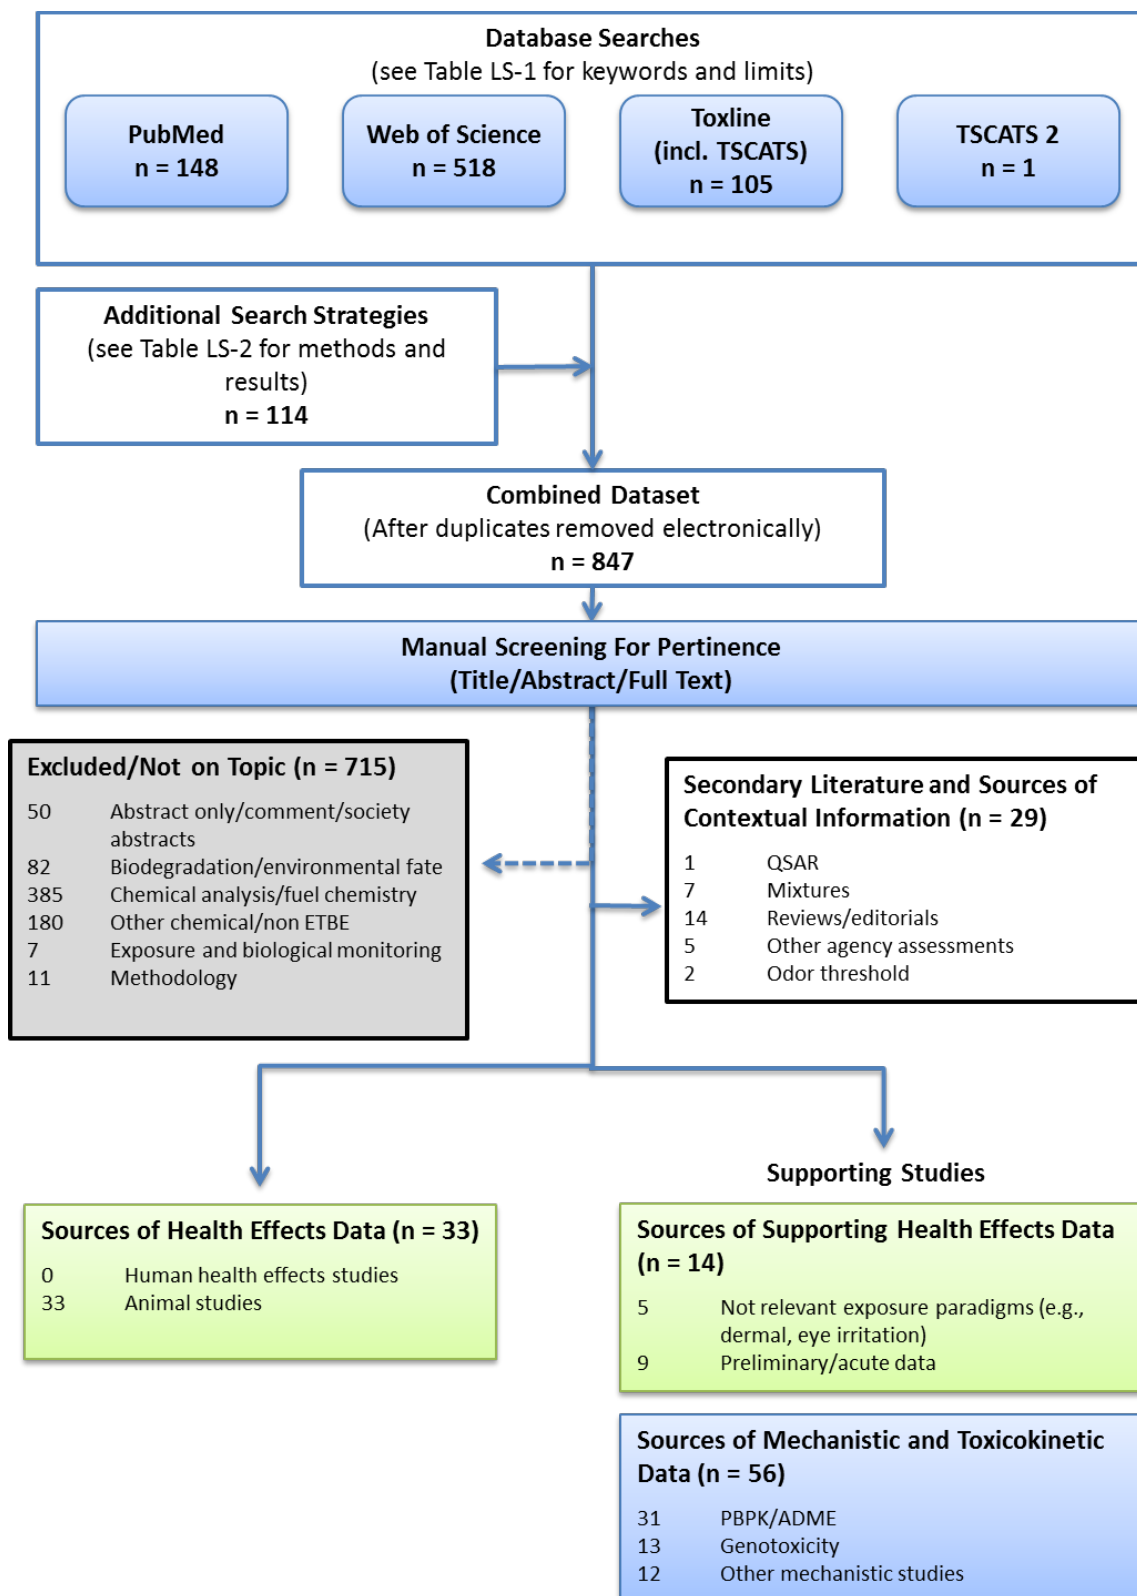 Database Searches
(see Table LS-1 for keywords and limits)
PubMed
n = 148
Web of Science
n = 518
Toxline
(incl. TSCATS)
n = 105
TSCATS 2
n = 1
Additional Search Strategies
(see Table LS-2 for methods and
results)
n = 114
Combined Dataset
(After duplicates removed electronically)
n = 847
Manual Screening For Pertinence
(Title/Abstract/Full Text)
Excluded/Not on Topic (n = 715)
50 Abstract only/comment/society
abstracts
82 Biodegradation/environmental fate
385 Chemical analysis/fuel chemistry
180 Other chemical/non ETBE
7 Exposure and biological monitoring
11 Methodology
Secondary Literature and Sources of
Contextual Information (n = 29)
1 QSAR
7 Mixtures
14 Reviews/editorials
5 Other agency assessments
2 Odor threshold
Sources of Health Effects Data (n = 33)
0 Human health effects studies
33 Animal studies
Supporting Studies
Sources of Supporting Health Effects Data
(n = 14)
5 Not relevant exposure paradigms (e.g.,
dermal, eye irritation)
9 Preliminary/acute data
Sources of Mechanistic and Toxicokinetic
Data (n = 56)
31 PBPK/ADME
13 Genotoxicity
12 Other mechanistic studies